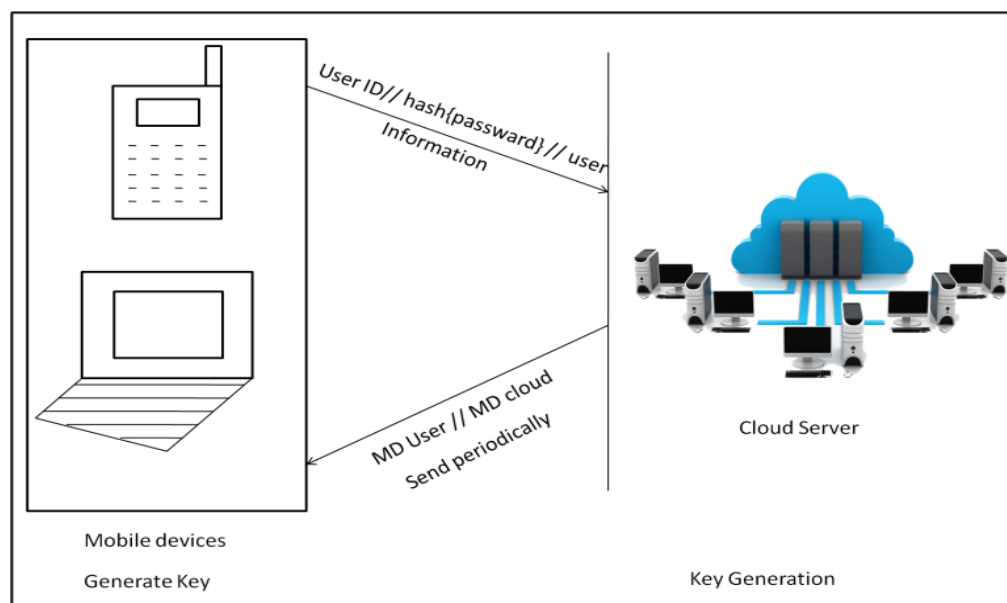 User ID// hash{passward} // user
Information
MD User // MD cloud
Send periodically
Cloud Server
Mobile devices
Generate Key
Key Generation